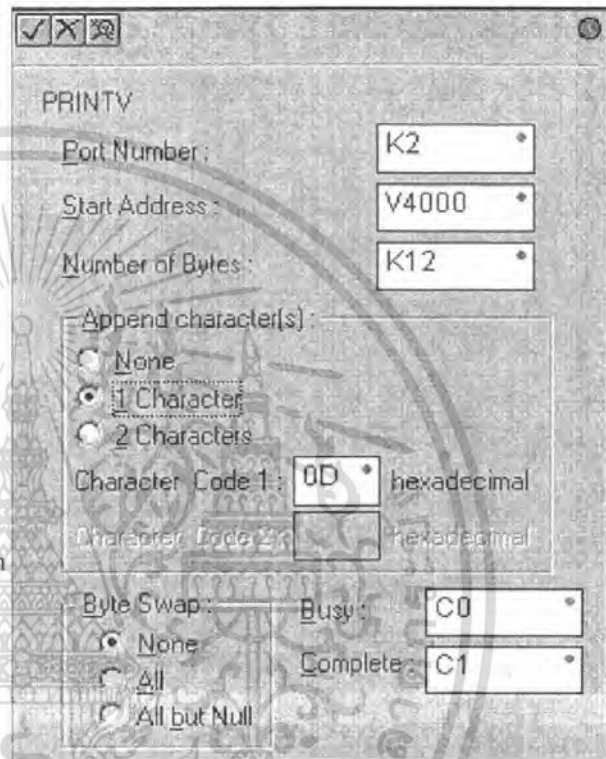 PRINTV
Port Number : K2
Start Address : V4000
Number of Bytes : K12
Append character(s) :
None
1 Character
2 Characters
Character Code 1 : 0D hexadecimal
Character Code 2 : hexadecimal
Byte Swap :
None
All
All but Null
Busy : C0
Complete : C1